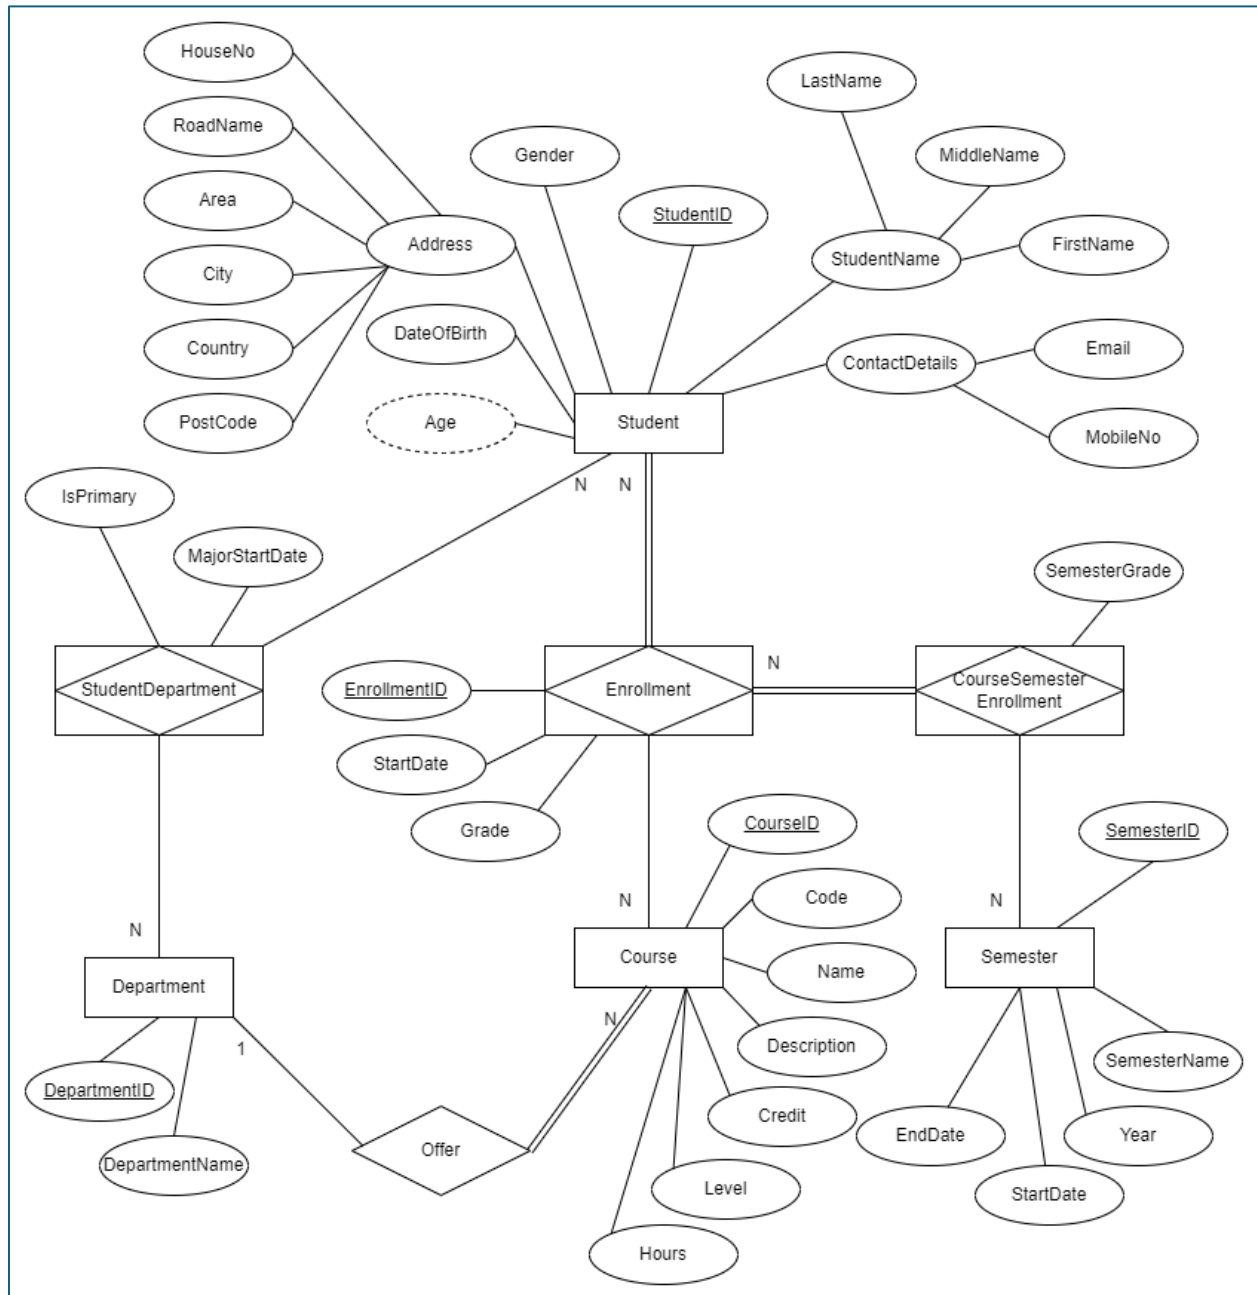 HouseNo
LastName
RoadName
Gender
MiddleName
Area
StudentID
Address
StudentName
FirstName
City
DateOfBirth
Country
ContactDetails
Email
Age
Student
PostCode
MobileNo
N
N
IsPrimary
MajorStartDate
SemesterGrade
StudentDepartment
EnrollmentID
Enrollment
N
CourseSemester
Enrollment
StartDate
Grade
CourseID
SemesterID
Code
N
N
N
Department
Course
Name
Semester
1
N
Description
SemesterName
DepartmentID
Credit
EndDate
Year
Offer
DepartmentName
Level
StartDate
Hours